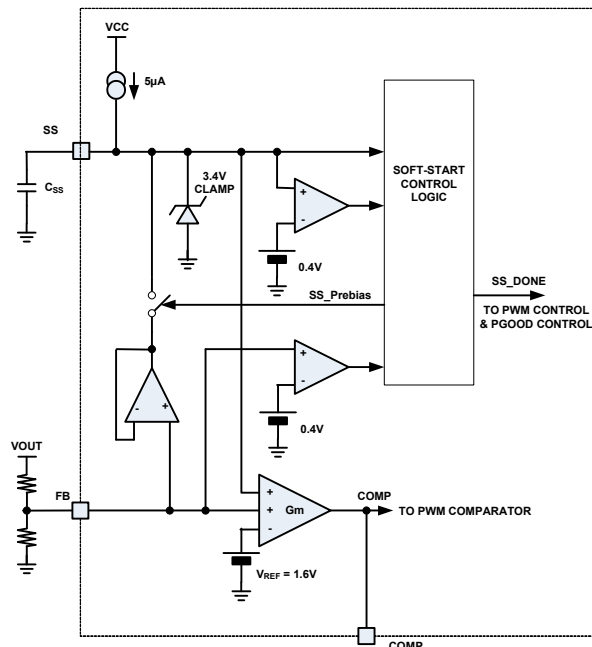 VCC
5µA
SS
CSS
3.4V
CLAMP
+
-
0.4V
SOFT-START
CONTROL
LOGIC
SS_DONE
TO PWM CONTROL
& PGOOD CONTROL
SS_Prebias
+
-
0.4V
-
+
VOUT
FB
+
+
-
Gm
COMP
TO PWM COMPARATOR
VREF = 1.6V
COMP